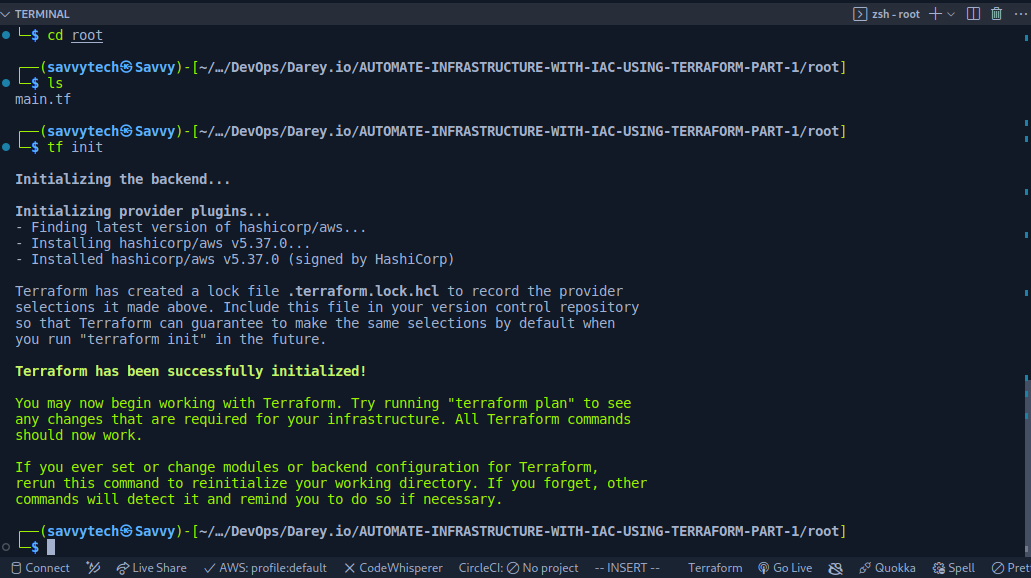 TERMINAL
zsh - root
└─$ cd root
┌──(savvytech㉿Savvy)-[~/…/DevOps/Darey.io/AUTOMATE-INFRASTRUCTURE-WITH-IAC-USING-TERRAFORM-PART-1/root]
└─$ ls
main.tf
┌──(savvytech㉿Savvy)-[~/…/DevOps/Darey.io/AUTOMATE-INFRASTRUCTURE-WITH-IAC-USING-TERRAFORM-PART-1/root]
└─$ tf init
Initializing the backend...
Initializing provider plugins...
- Finding latest version of hashicorp/aws...
- Installing hashicorp/aws v5.37.0...
- Installed hashicorp/aws v5.37.0 (signed by HashiCorp)
Terraform has created a lock file .terraform.lock.hcl to record the provider
selections it made above. Include this file in your version control repository
so that Terraform can guarantee to make the same selections by default when
you run "terraform init" in the future.
Terraform has been successfully initialized!
You may now begin working with Terraform. Try running "terraform plan" to see
any changes that are required for your infrastructure. All Terraform commands
should now work.
If you ever set or change modules or backend configuration for Terraform,
rerun this command to reinitialize your working directory. If you forget, other
commands will detect it and remind you to do so if necessary.
┌──(savvytech㉿Savvy)-[~/…/DevOps/Darey.io/AUTOMATE-INFRASTRUCTURE-WITH-IAC-USING-TERRAFORM-PART-1/root]
└─$
Connect Live Share AWS: profile:default CodeWhisperer CircleCI: No project -- INSERT -- Terraform Go Live Quokka Spell Pret